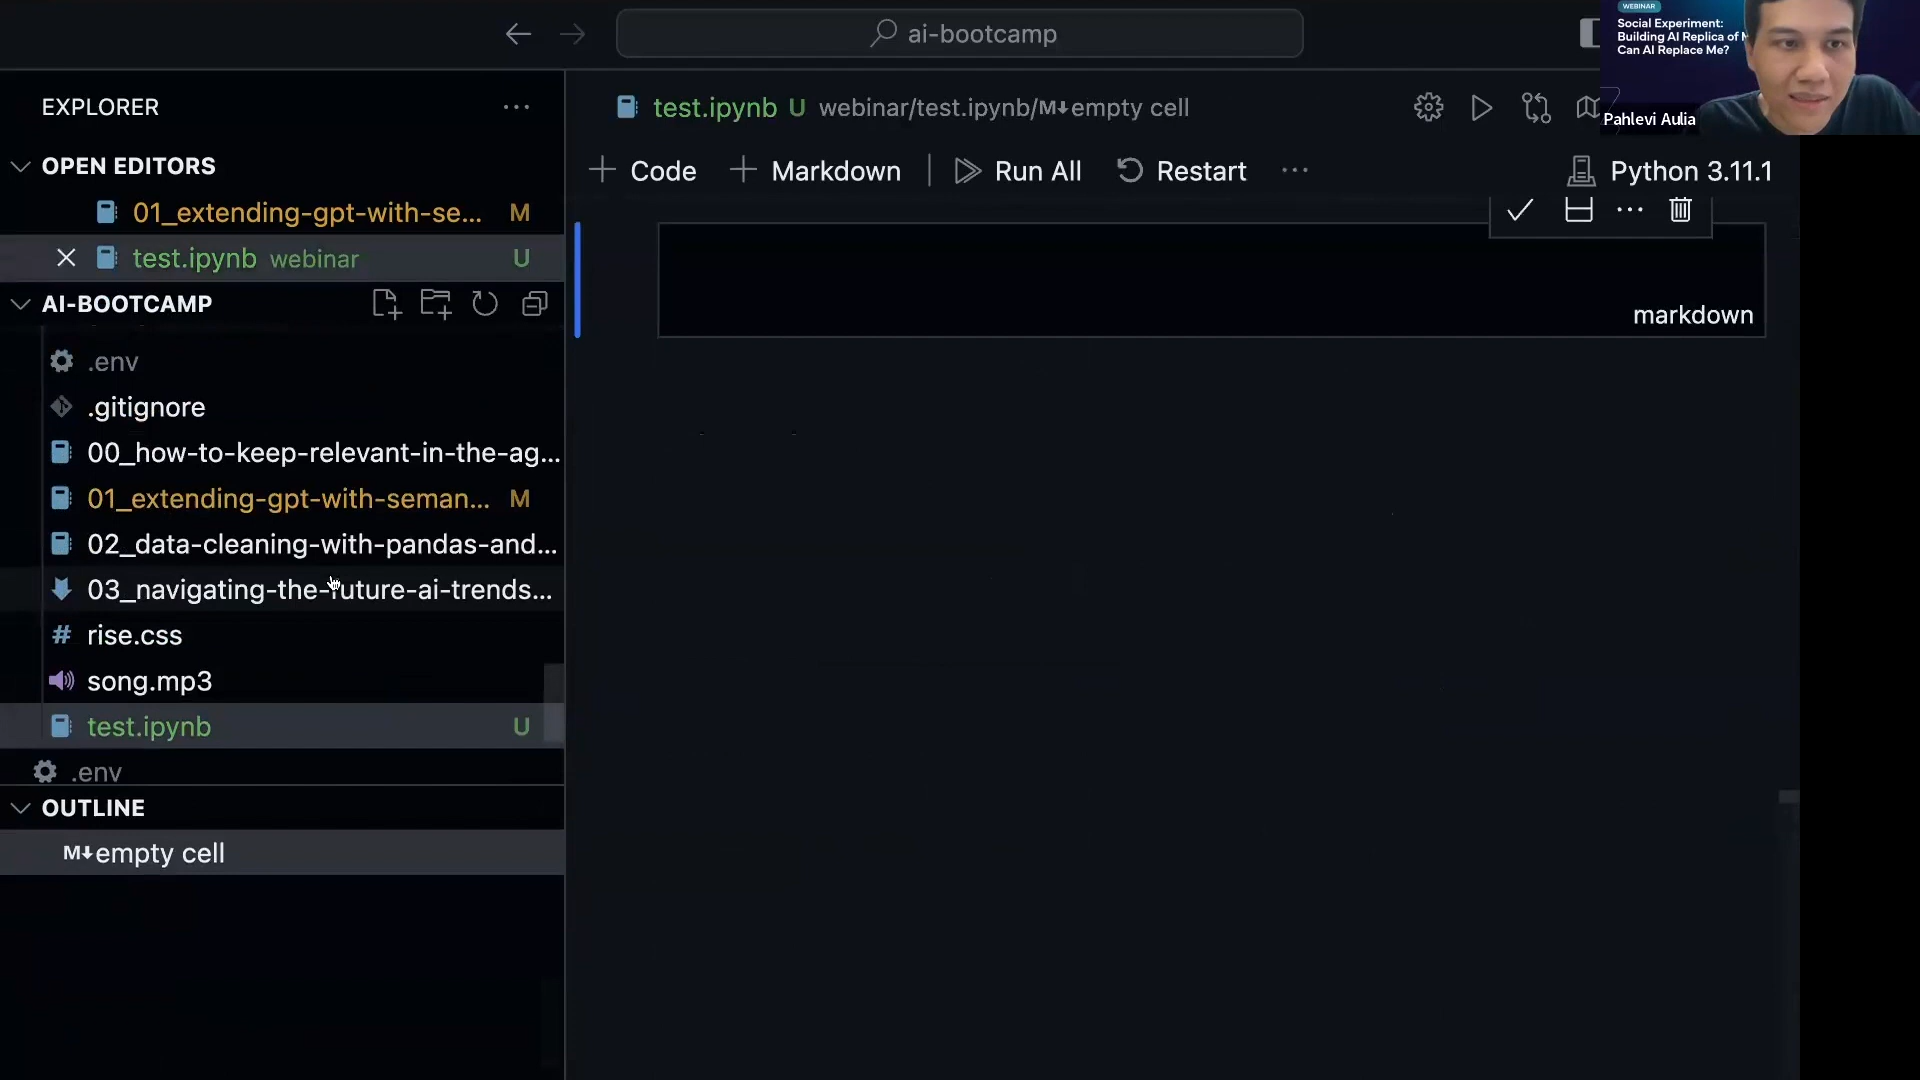 ai-bootcamp
WEBINAR
Social Experiment:
Building AI Replica of M
Can AI Replace Me?
Pahlevi Aulia
EXPLORER
OPEN EDITORS
01_extending-gpt-with-se... M
test.ipynb webinar U
AI-BOOTCAMP
.env
.gitignore
00_how-to-keep-relevant-in-the-ag...
01_extending-gpt-with-seman... M
02_data-cleaning-with-pandas-and...
03_navigating-the-future-ai-trends...
# rise.css
song.mp3
test.ipynb U
.env
OUTLINE
M↓empty cell
test.ipynb U webinar/test.ipynb/M↓empty cell
+ Code + Markdown | Run All Restart ...
Python 3.11.1
markdown